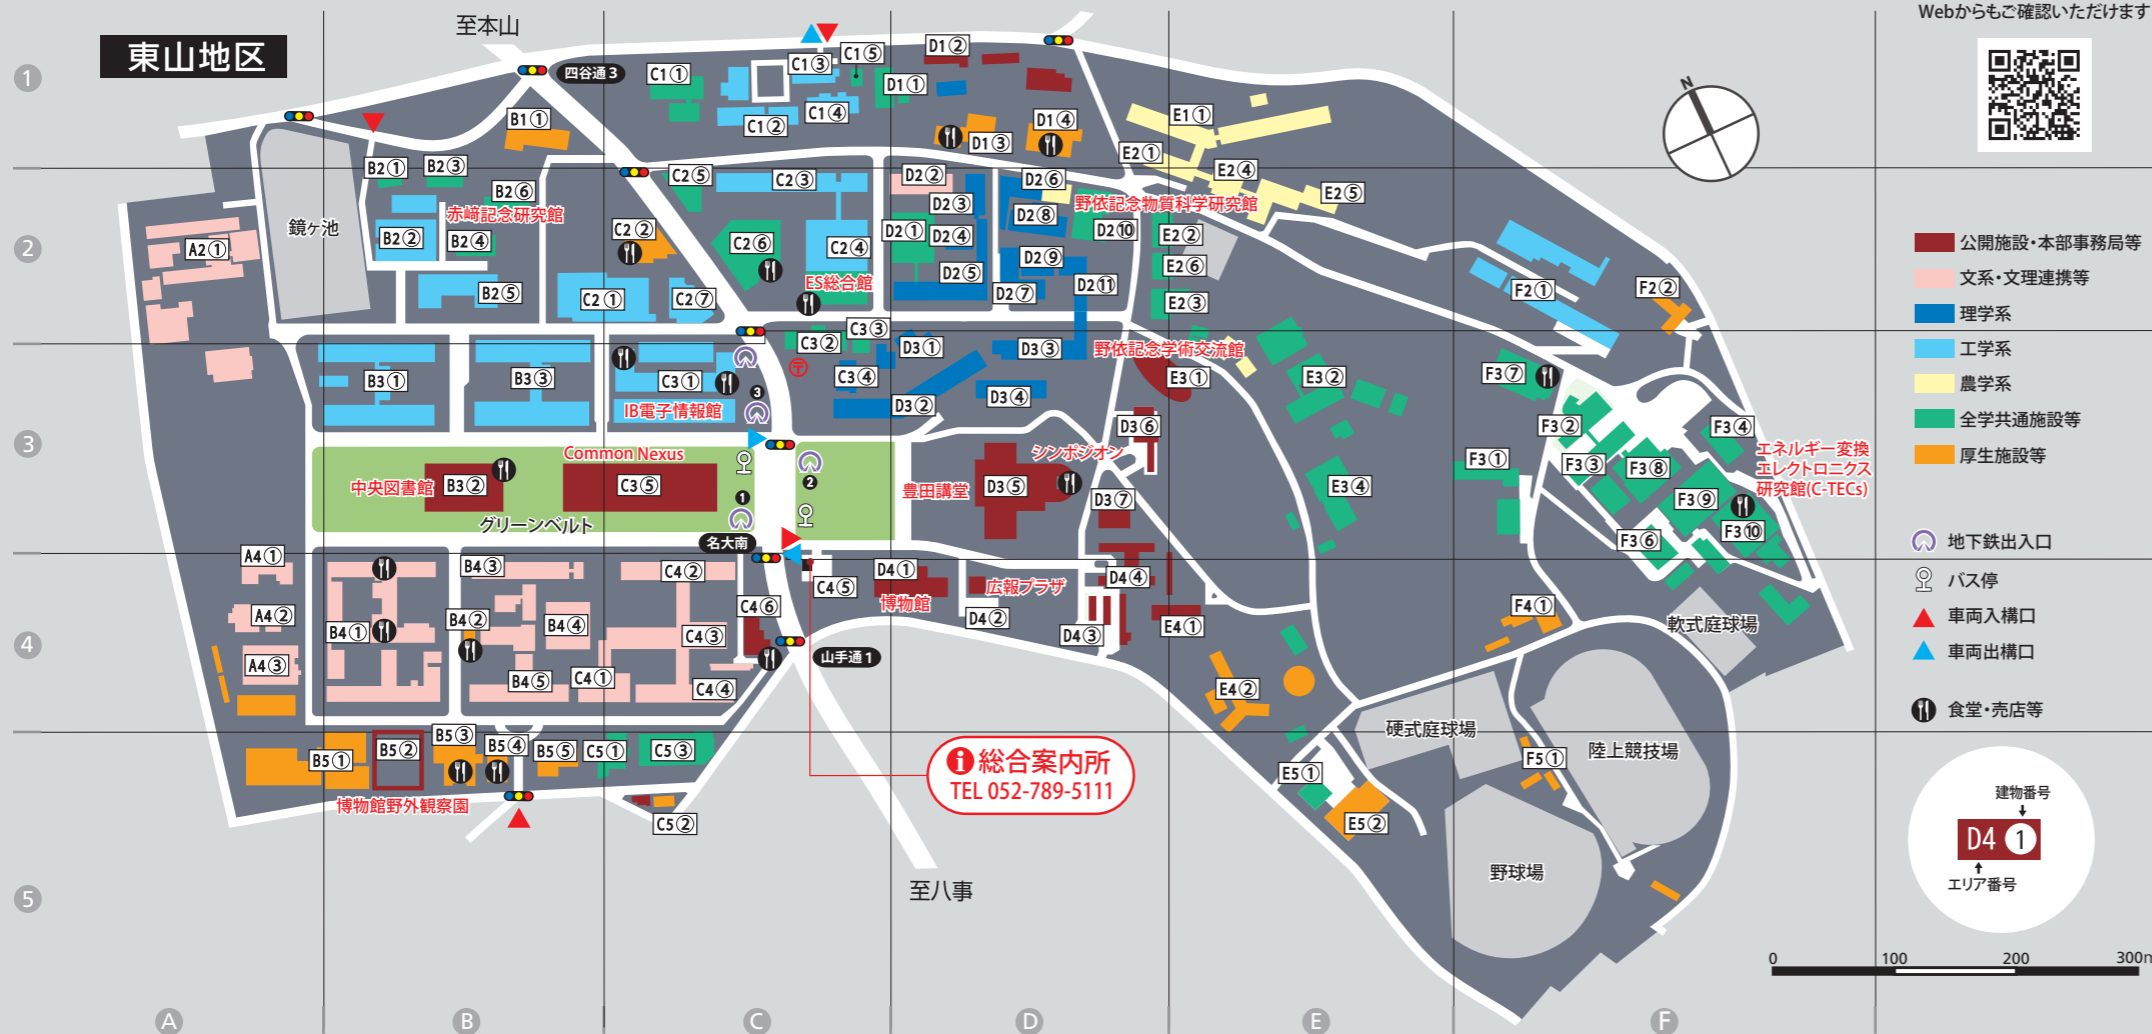 Webからもご確認いただけます
東山地区
至本山
四谷通3
N
1
2
3
4
5
A
B
C
D
E
F
C1①
C1③
C1⑤
D1②
D1①
B1①
C1②
C1④
D1③
D1④
E1①
E2①
B2①
B2③
B2⑥
赤﨑記念研究館
B2②
B2④
B2⑤
鏡ヶ池
A2①
C2⑤
C2③
C2②
C2⑥
C2④
ES総合館
C2①
C2⑦
D2②
D2③
D2①
D2④
D2⑤
D2⑥
D2⑧
D2⑨
D2⑦
D2⑩
D2⑪
野依記念物質科学研究館
E2④
E2⑤
E2②
E2⑥
E2③
F2①
F2②
B3①
B3③
C3①
IB電子情報館
C3②
C3③
C3④
〒
D3①
D3②
D3③
D3④
野依記念学術交流館
E3①
E3②
D3⑥
シンポジオン
D3⑤
豊田講堂
D3⑦
E3④
F3①
F3⑦
F3②
F3③
F3⑧
F3④
F3⑨
F3⑩
F3⑥
エネルギー変換
エレクトロニクス
研究館(C-TECs)
Common Nexus
中央図書館
B3②
C3⑤
グリーンベルト
3
1
2
名大南
A4①
A4②
A4③
B4①
B4③
B4②
B4④
B4⑤
C4①
C4②
C4③
C4④
C4⑥
C4⑤
山手通1
D4①
博物館
広報プラザ
D4②
D4③
D4④
E4①
E4②
F4①
軟式庭球場
硬式庭球場
陸上競技場
野球場
B5①
B5②
B5③
B5④
B5⑤
博物館野外観察園
C5①
C5③
C5②
E5①
E5②
F5①
i 総合案内所
TEL 052-789-5111
至八事
公開施設・本部事務局等
文系・文理連携等
理学系
工学系
農学系
全学共通施設等
厚生施設等
地下鉄出入口
バス停
車両入構口
車両出構口
食堂・売店等
建物番号
D4①
エリア番号
0 100 200 300m